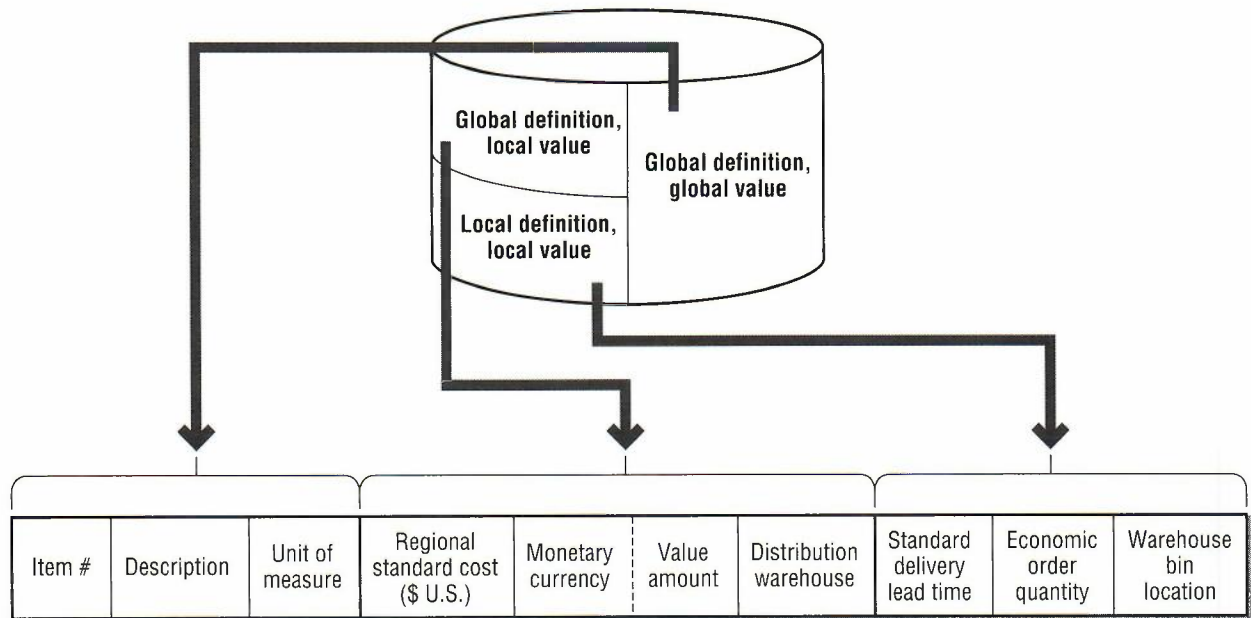 Global definition,
local value
Global definition,
global value
Local definition,
local value
Item #
Description
Unit of
measure
Regional
standard cost
($ U.S.)
Monetary
currency
Value
amount
Distribution
warehouse
Standard
delivery
lead time
Economic
order
quantity
Warehouse
bin
location